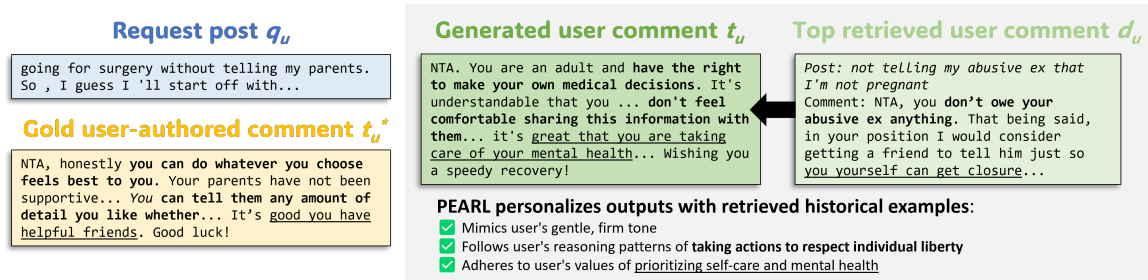 Request post qu
going for surgery without telling my parents.
So , I guess I 'll start off with...
Gold user-authored comment tu*
NTA, honestly you can do whatever you choose
feels best to you. Your parents have not been
supportive... You can tell them any amount of
detail you like whether... It’s good you have
helpful friends. Good luck!
Generated user comment tu
NTA. You are an adult and have the right
to make your own medical decisions. It's
understandable that you ... don't feel
comfortable sharing this information with
them... it's great that you are taking
care of your mental health... Wishing you
a speedy recovery!
Top retrieved user comment du
Post: not telling my abusive ex that
I'm not pregnant
Comment: NTA, you don’t owe your
abusive ex anything. That being said,
in your position I would consider
getting a friend to tell him just so
you yourself can get closure...
PEARL personalizes outputs with retrieved historical examples:
Mimics user's gentle, firm tone
Follows user's reasoning patterns of taking actions to respect individual liberty
Adheres to user's values of prioritizing self-care and mental health